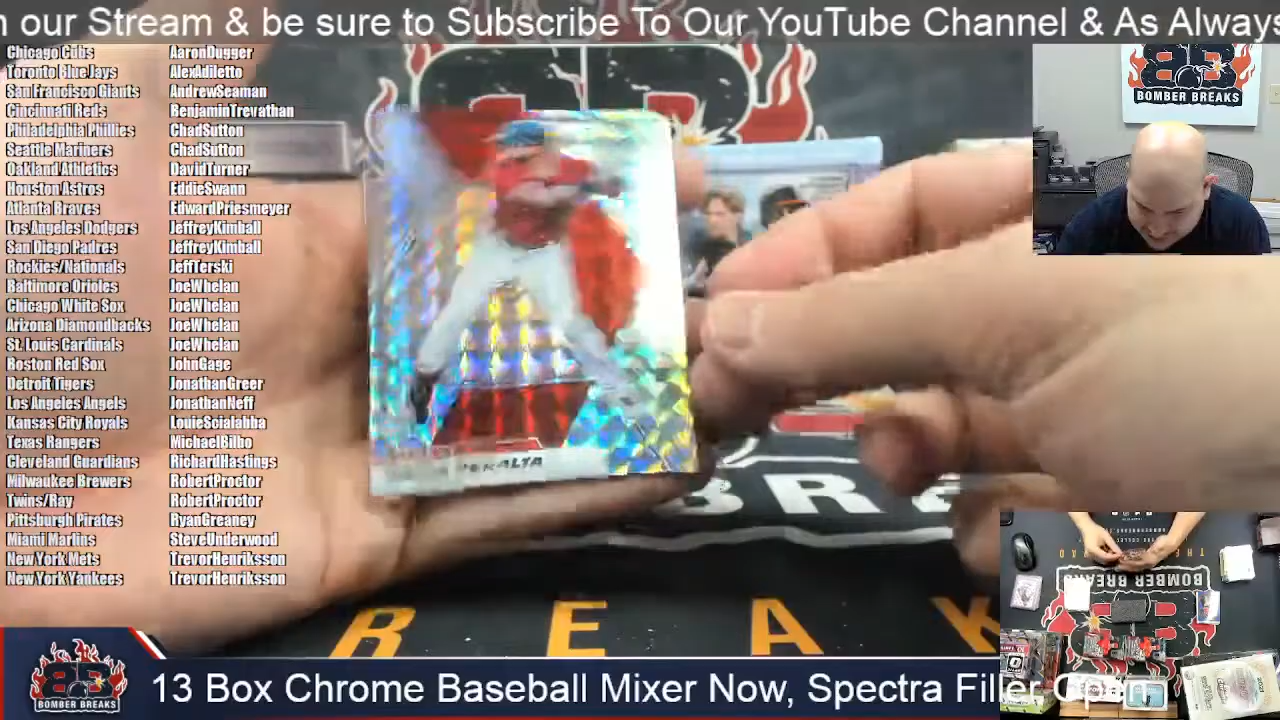 n our Stream & be sure to Subscribe To Our YouTube Channel & As Always
Chicago Cubs AaronDugger
Toronto Blue Jays AlexAdiletto
San Francisco Giants AndrewSeaman
Cincinnati Reds BenjaminTrevathan
Philadelphia Phillies ChadSutton
Seattle Mariners ChadSutton
Oakland Athletics DavidTurner
Houston Astros EddieSwann
Atlanta Braves EdwardPriesmeyer
Los Angeles Dodgers JeffreyKimball
San Diego Padres JeffreyKimball
Rockies/Nationals JeffTerski
Baltimore Orioles JoeWhelan
Chicago White Sox JoeWhelan
Arizona Diamondbacks JoeWhelan
St. Louis Cardinals JoeWhelan
Boston Red Sox JohnGage
Detroit Tigers JonathanGreer
Los Angeles Angels JonathanNeff
Kansas City Royals LouieScialabba
Texas Rangers MichaelBilbo
Cleveland Guardians RichardHastings
Milwaukee Brewers RobertProctor
Twins/Ray RobertProctor
Pittsburgh Pirates RyanGreaney
Miami Marlins SteveUnderwood
New York Mets TrevorHenriksson
New York Yankees TrevorHenriksson
BOMBER BREAKS
PERALTA
BREA
B R E A K
BOMBER BREAKS
BOMBER BREAKS
13 Box Chrome Baseball Mixer Now, Spectra Filler Open